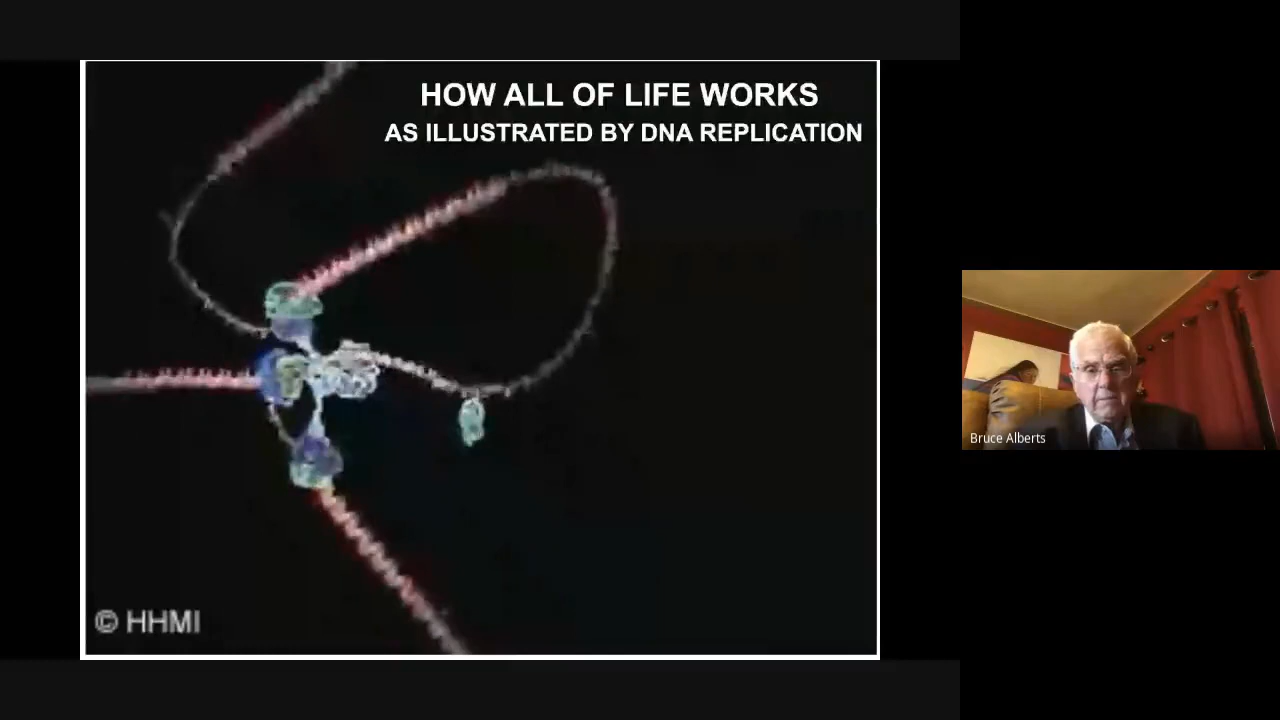 HOW ALL OF LIFE WORKS
AS ILLUSTRATED BY DNA REPLICATION
© HHMI
Bruce Alberts